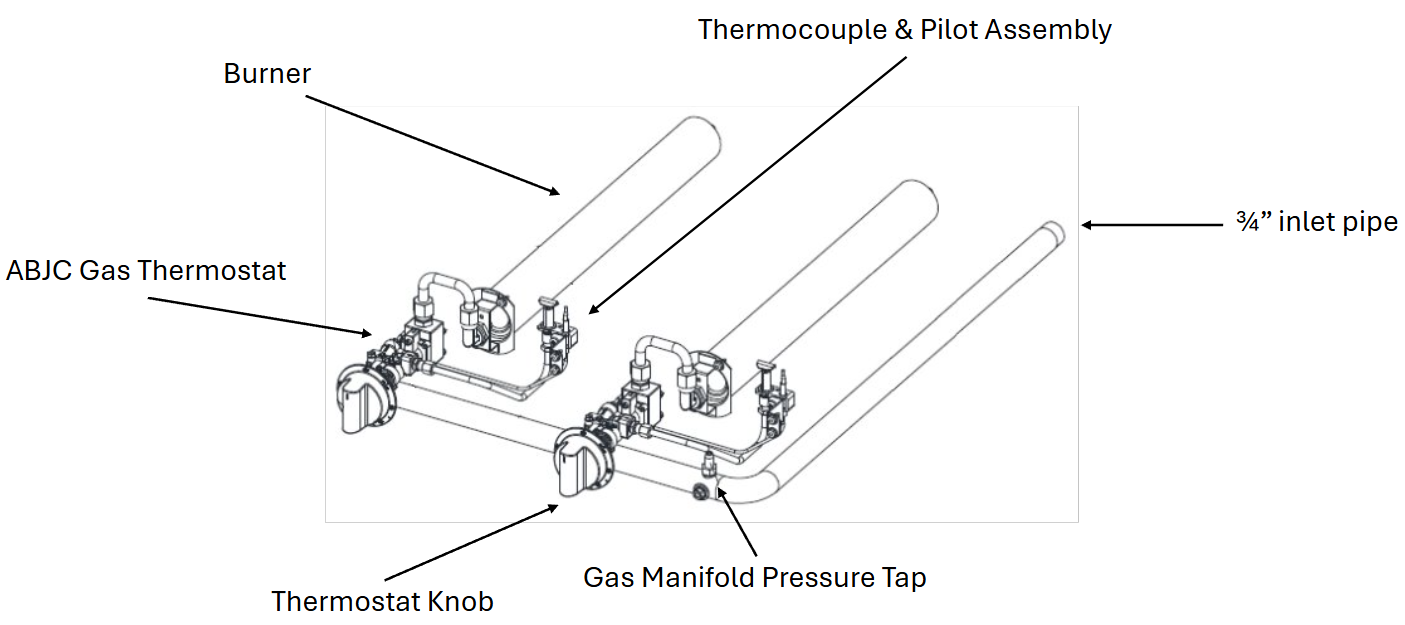 Thermocouple & Pilot Assembly
Burner
¾” inlet pipe
ABJC Gas Thermostat
Gas Manifold Pressure Tap
Thermostat Knob